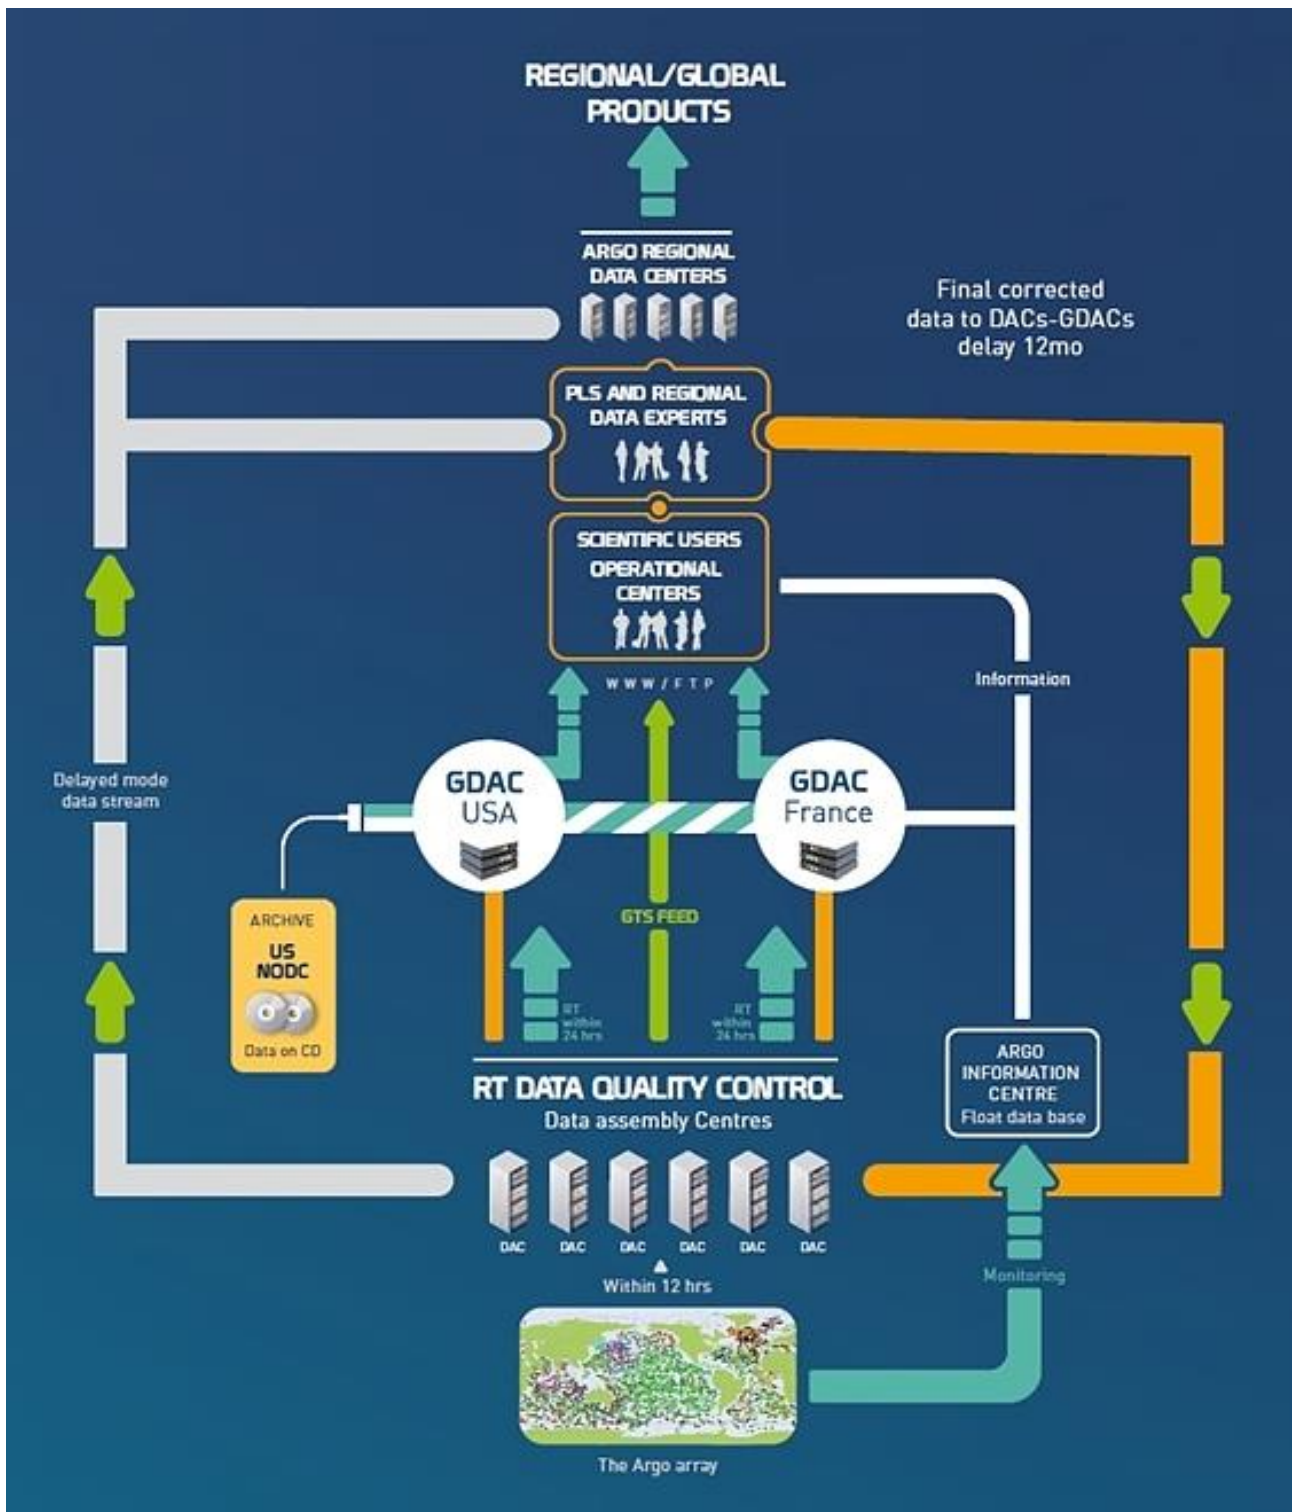 REGIONAL/GLOBAL
PRODUCTS
ARGO REGIONAL
DATA CENTERS
Final corrected
data to DACs-GDACs
delay 12mo
PLS AND REGIONAL
DATA EXPERTS
SCIENTIFIC USERS
OPERATIONAL
CENTERS
WWW/FTP
Information
Delayed mode
data stream
GDAC
USA
GDAC
France
GTS FEED
ARCHIVE
US
NODC
Data on CD
RT
within
24 hrs
RT
within
24 hrs
ARGO
INFORMATION
CENTRE
Float data base
RT DATA QUALITY CONTROL
Data assembly Centres
DAC DAC DAC DAC DAC DAC
Within 12 hrs
Monitoring
The Argo array